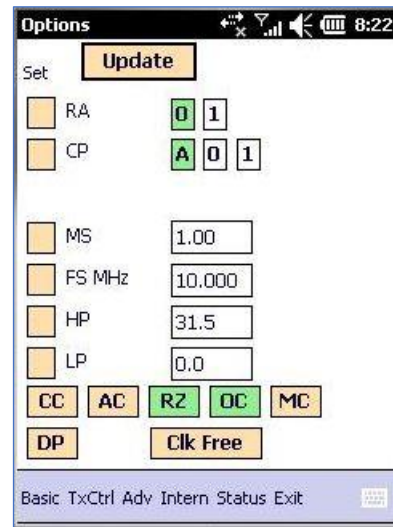 Options 8:22
Set Update
RA 0 1
CP A 0 1
MS 1.00
FS MHz 10.000
HP 31.5
LP 0.0
CC AC RZ OC MC
DP Clk Free
Basic TxCtrl Adv Intern Status Exit